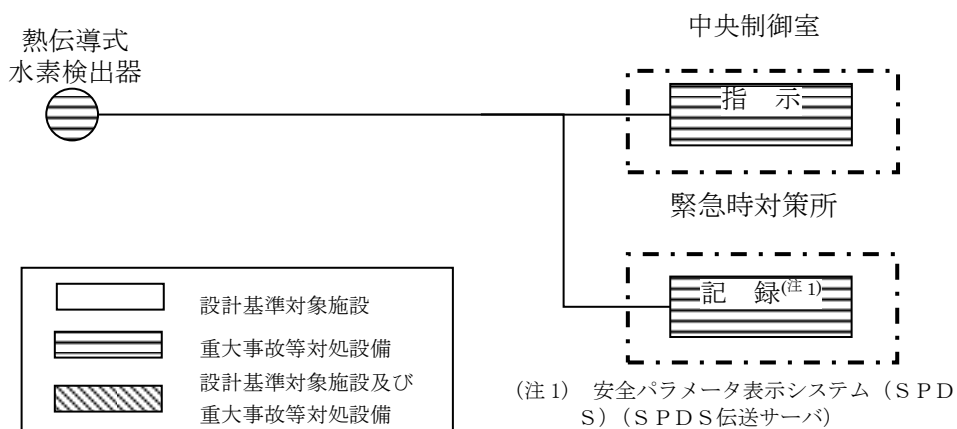 熱伝導式
水素検出器
中央制御室
指　示
緊急時対策所
記　録(注 1)
設計基準対象施設
重大事故等対処設備
設計基準対象施設及び
重大事故等対処設備
(注 1)　安全パラメータ表示システム（ＳＰＤ
Ｓ）（ＳＰＤＳ伝送サーバ）